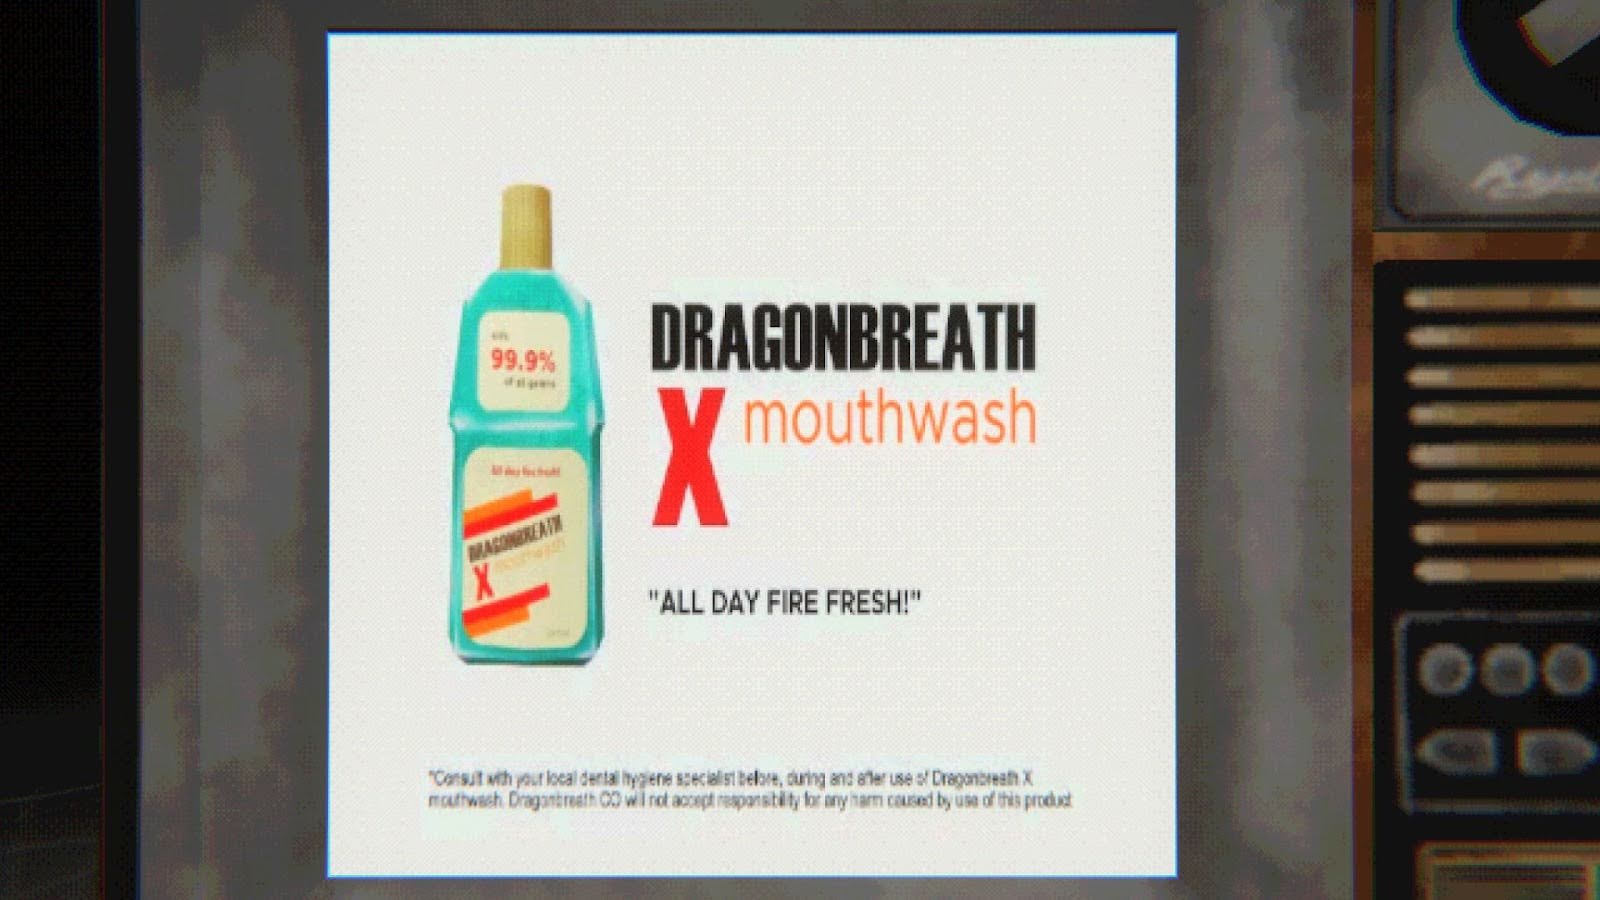 99.9%
of all germs
All day fire fresh!
DRAGONBREATH
X mouthwash
DRAGONBREATH
X mouthwash
"ALL DAY FIRE FRESH!"
"Consult with your local dental hygiene specialist before, during and after use of Dragonbreath X
mouthwash. Dragonbreath CO will not accept responsibility for any harm caused by use of this product